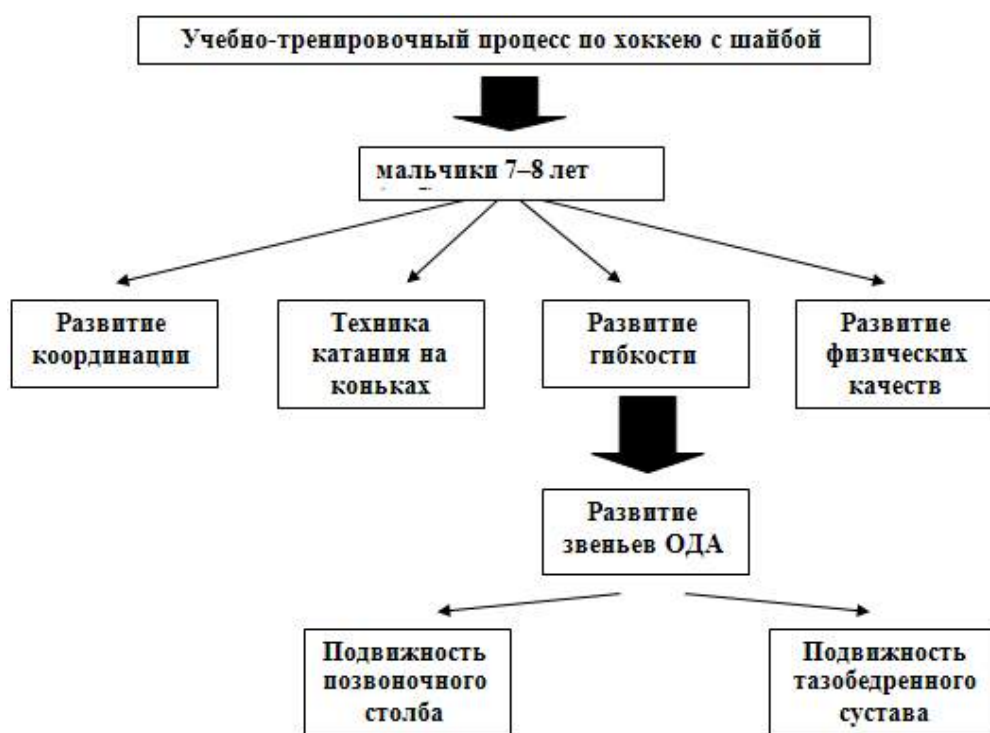 Учебно-тренировочный процесс по хоккею с шайбой
мальчики 7–8 лет
Развитие
координации
Техника
катания на
коньках
Развитие
гибкости
Развитие
физических
качеств
Развитие
звеньев ОДА
Подвижность
позвоночного
столба
Подвижность
тазобедренного
сустава